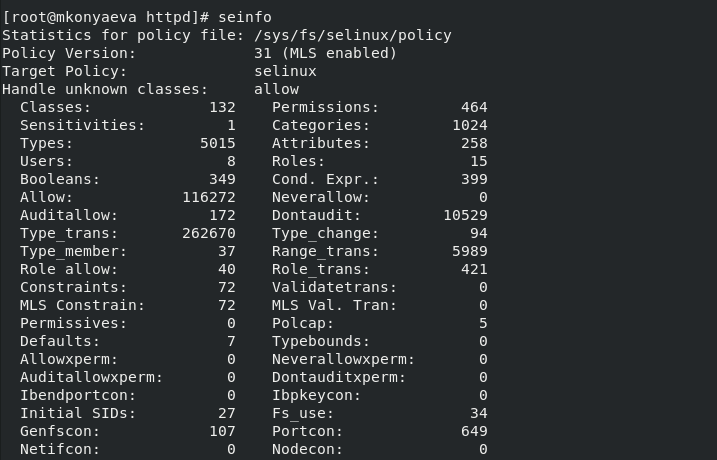 [root@mkonyaeva httpd]# seinfo
Statistics for policy file: /sys/fs/selinux/policy
Policy Version:             31 (MLS enabled)
Target Policy:              selinux
Handle unknown classes:     allow
  Classes:             132    Permissions:         464
  Sensitivities:         1    Categories:         1024
  Types:              5015    Attributes:          258
  Users:                 8    Roles:                15
  Booleans:            349    Cond. Expr.:         399
  Allow:            116272    Neverallow:            0
  Auditallow:          172    Dontaudit:         10529
  Type_trans:       262670    Type_change:          94
  Type_member:          37    Range_trans:        5989
  Role allow:           40    Role_trans:          421
  Constraints:          72    Validatetrans:         0
  MLS Constrain:        72    MLS Val. Tran:         0
  Permissives:           0    Polcap:                5
  Defaults:              7    Typebounds:            0
  Allowxperm:            0    Neverallowxperm:       0
  Auditallowxperm:       0    Dontauditxperm:        0
  Ibendportcon:          0    Ibpkeycon:             0
  Initial SIDs:         27    Fs_use:               34
  Genfscon:            107    Portcon:             649
  Netifcon:              0    Nodecon:               0